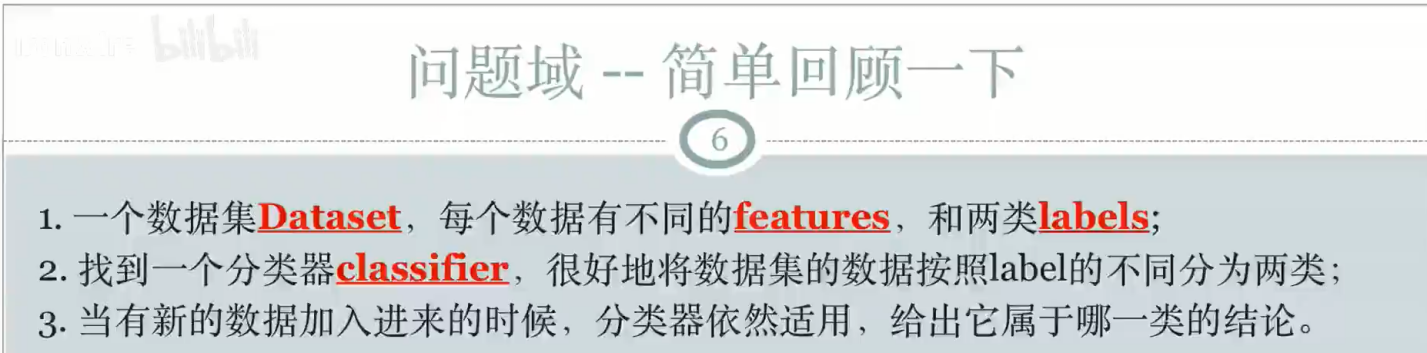 bilibili
问题域 -- 简单回顾一下
6
1. 一个数据集Dataset，每个数据有不同的features，和两类labels;
2. 找到一个分类器classifier，很好地将数据集的数据按照label的不同分为两类；
3. 当有新的数据加入进来的时候，分类器依然适用，给出它属于哪一类的结论。